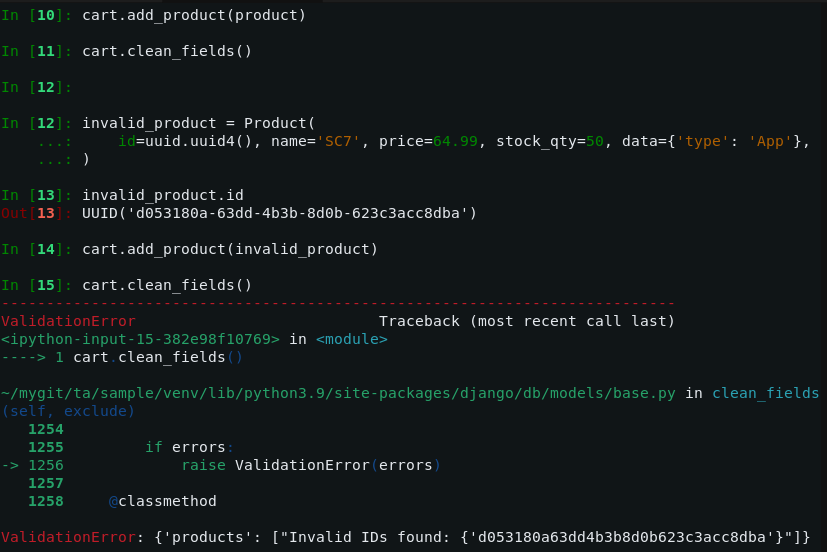 In [10]: cart.add_product(product)
In [11]: cart.clean_fields()
In [12]:
In [12]: invalid_product = Product(
    ...:     id=uuid.uuid4(), name='SC7', price=64.99, stock_qty=50, data={'type': 'App'},
    ...: )
In [13]: invalid_product.id
Out[13]: UUID('d053180a-63dd-4b3b-8d0b-623c3acc8dba')
In [14]: cart.add_product(invalid_product)
In [15]: cart.clean_fields()
---------------------------------------------------------------------------
ValidationError                           Traceback (most recent call last)
<ipython-input-15-382e98f10769> in <module>
----> 1 cart.clean_fields()
~/mygit/ta/sample/venv/lib/python3.9/site-packages/django/db/models/base.py in clean_fields
(self, exclude)
   1254
   1255         if errors:
-> 1256             raise ValidationError(errors)
   1257
   1258     @classmethod
ValidationError: {'products': ["Invalid IDs found: {'d053180a63dd4b3b8d0b623c3acc8dba'}"]}